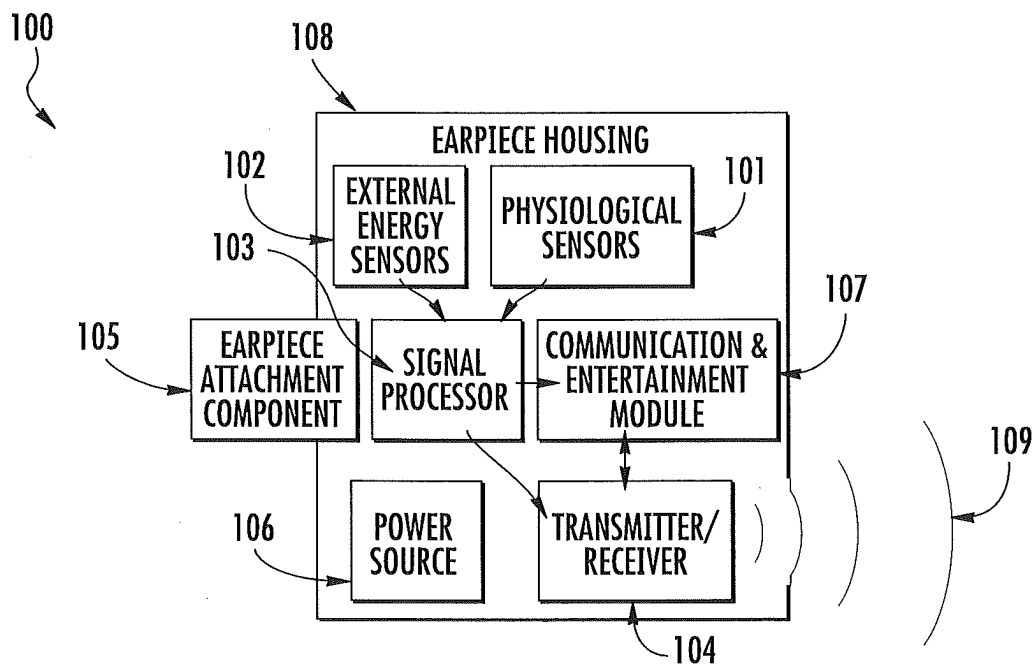 100
108
EARPIECE HOUSING
102
EXTERNAL
ENERGY
SENSORS
PHYSIOLOGICAL
SENSORS
101
103
107
105
EARPIECE
ATTACHMENT
COMPONENT
SIGNAL
PROCESSOR
COMMUNICATION &
ENTERTAINMENT
MODULE
109
106
POWER
SOURCE
TRANSMITTER/
RECEIVER
104